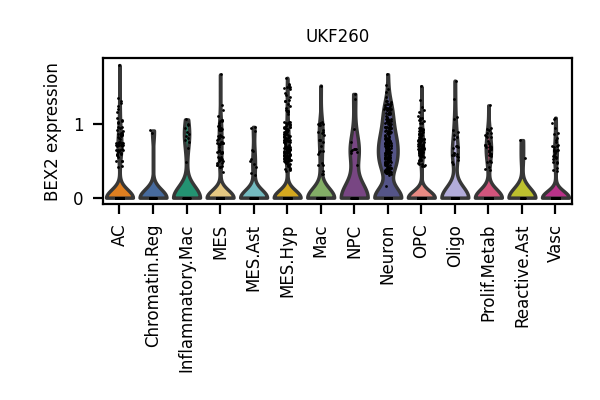 UKF260
BEX2 expression
1
0
AC
Chromatin.Reg
Inflammatory.Mac
MES
MES.Ast
MES.Hyp
Mac
NPC
Neuron
OPC
Oligo
Prolif.Metab
Reactive.Ast
Vasc